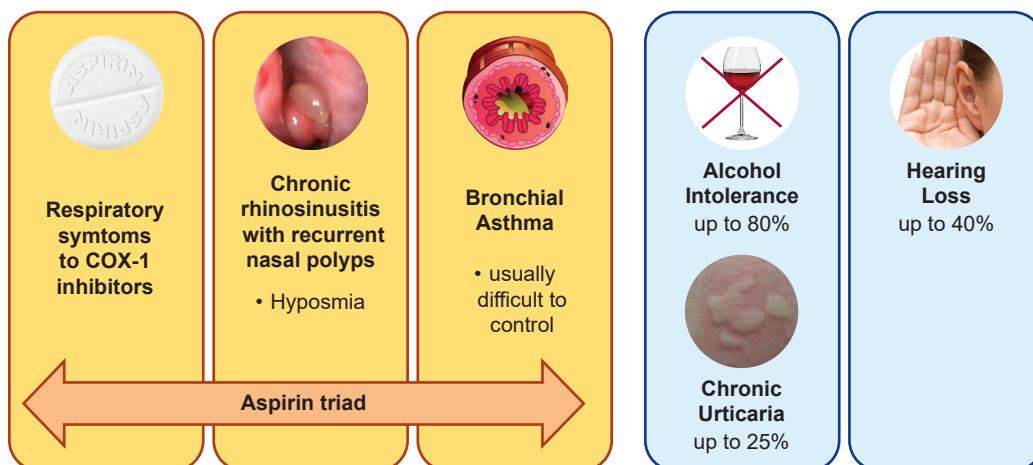 ASPIRIN
ASPIRIN
Respiratory
symtoms
to COX-1
inhibitors
Chronic
rhinosinusitis
with recurrent
nasal polyps
• Hyposmia
Bronchial
Asthma
• usually
difficult to
control
Aspirin triad
Alcohol
Intolerance
up to 80%
Chronic
Urticaria
up to 25%
Hearing
Loss
up to 40%